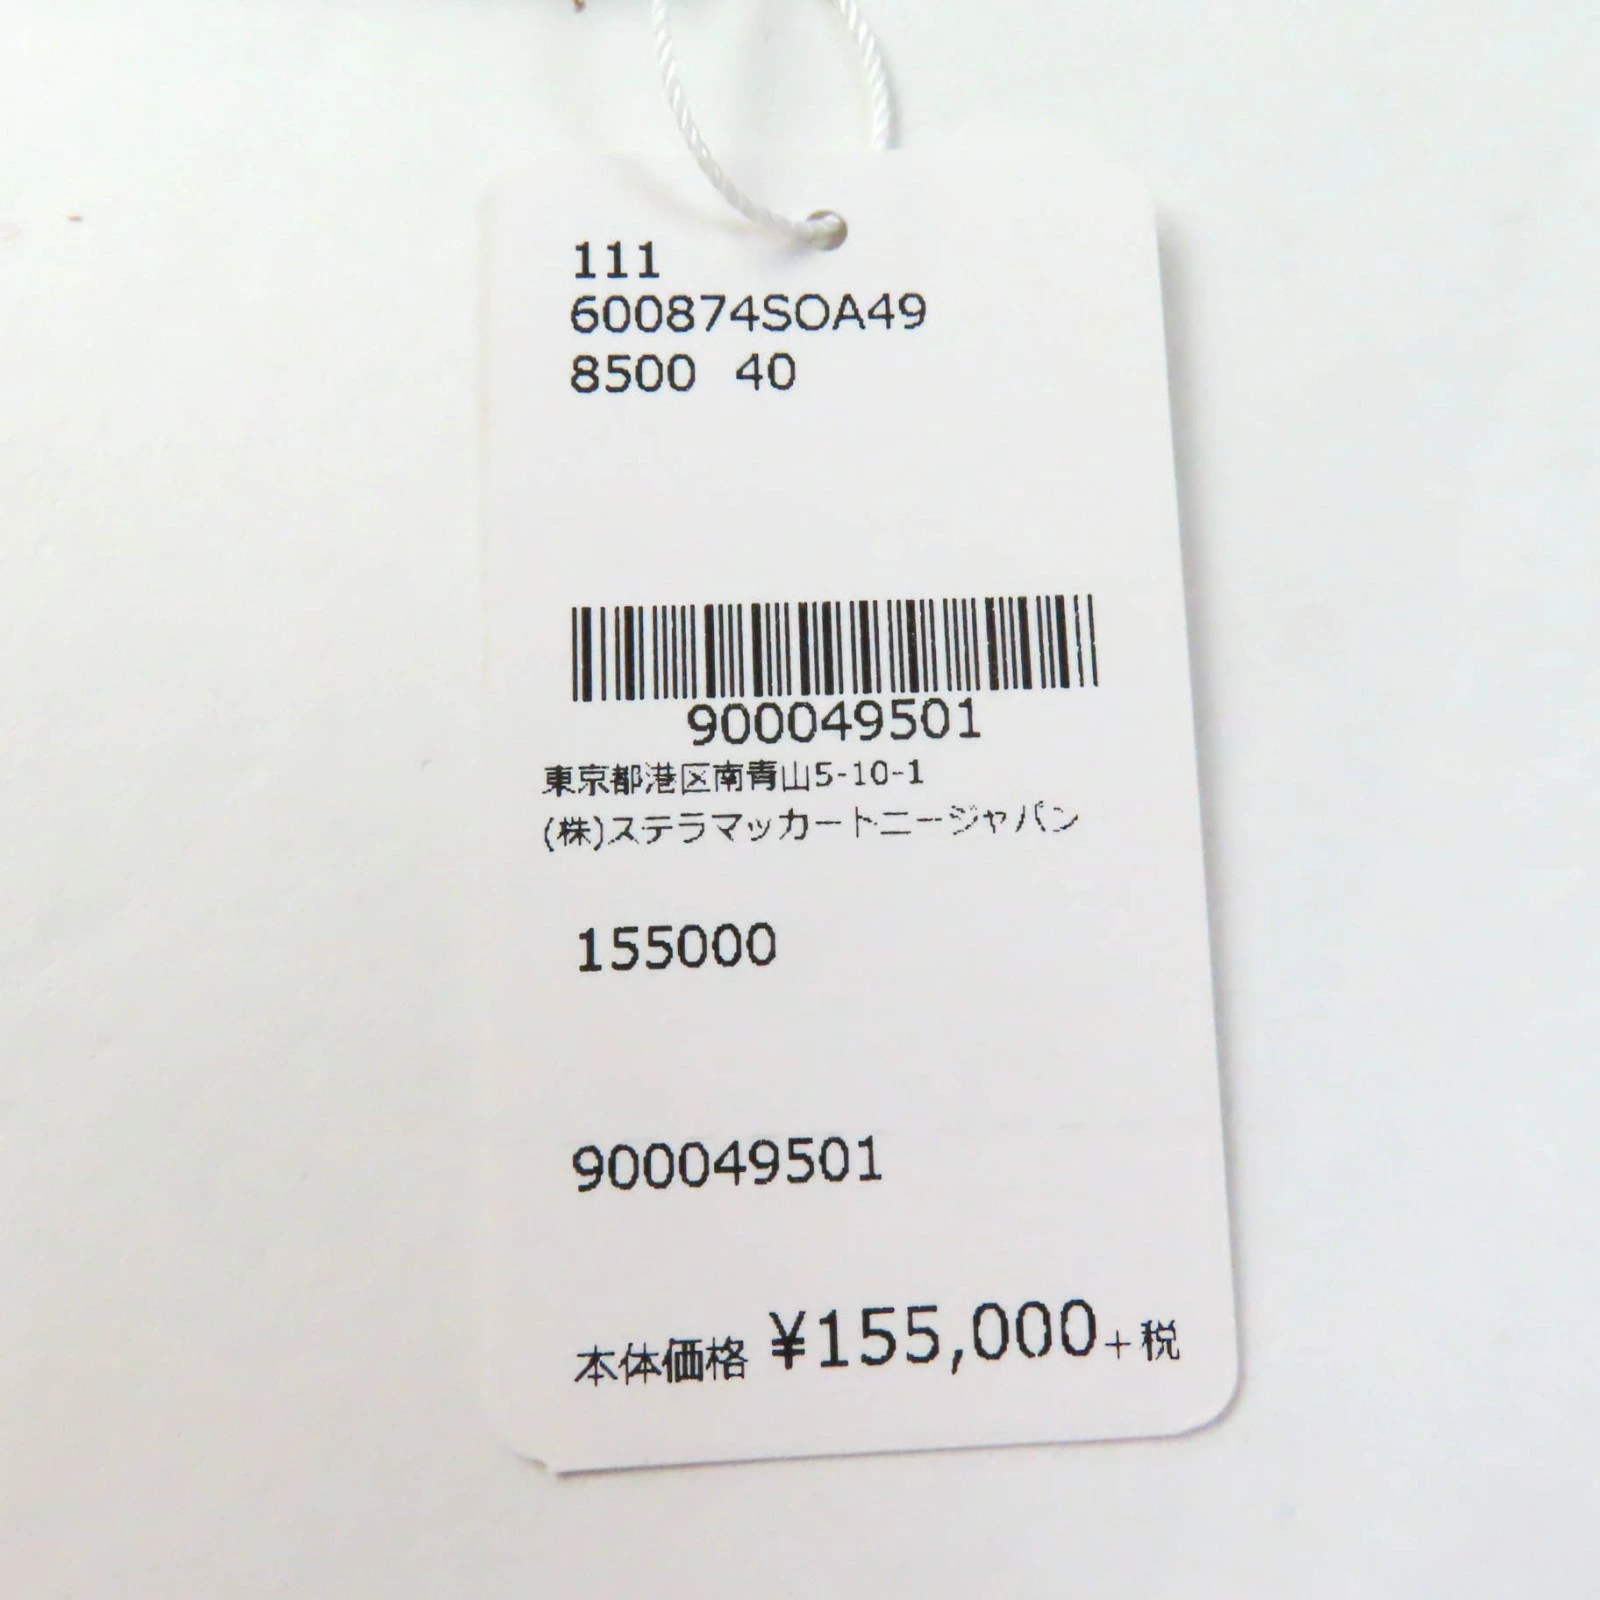 111
600874SOA49
8500 40
900049501
東京都港区南青山5-10-1
(株)ステラマッカートニージャパン
155000
900049501
本体価格 ¥155,000+税